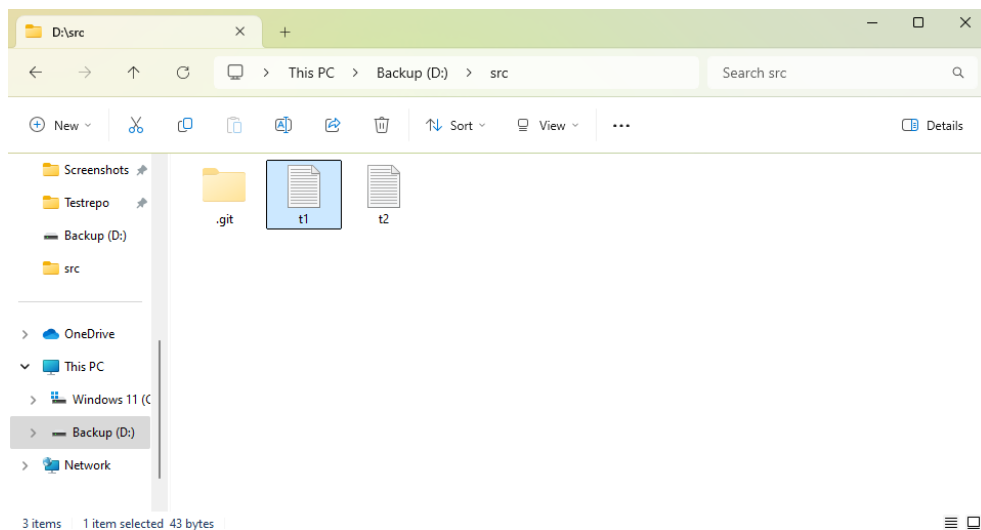 D:\src
This PC > Backup (D:) > src
Search src
New
Sort
View
Details
Screenshots
Testrepo
Backup (D:)
src
OneDrive
This PC
Windows 11 (C
Backup (D:)
Network
.git
t1
t2
3 items
1 item selected 43 bytes